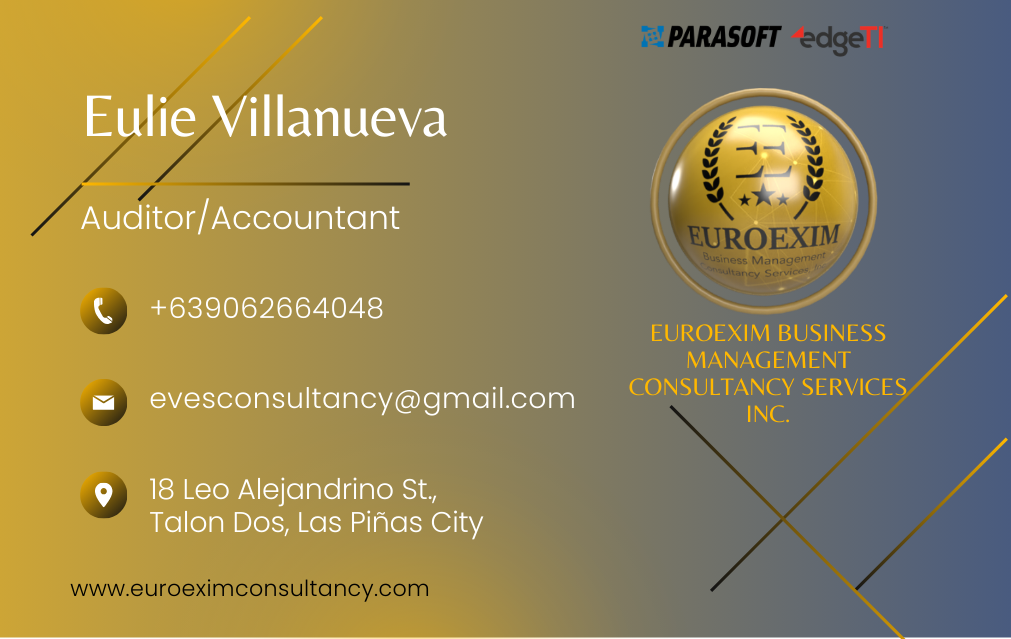 PARASOFT edgeTI
Eulie Villanueva
Auditor/Accountant
+639062664048
evesconsultancy@gmail.com
18 Leo Alejandrino St.,
Talon Dos, Las Piñas City
www.euroeximconsultancy.com
EUROEXIM
Business Management
Consultancy Services
EUROEXIM BUSINESS
MANAGEMENT
CONSULTANCY SERVICES
INC.